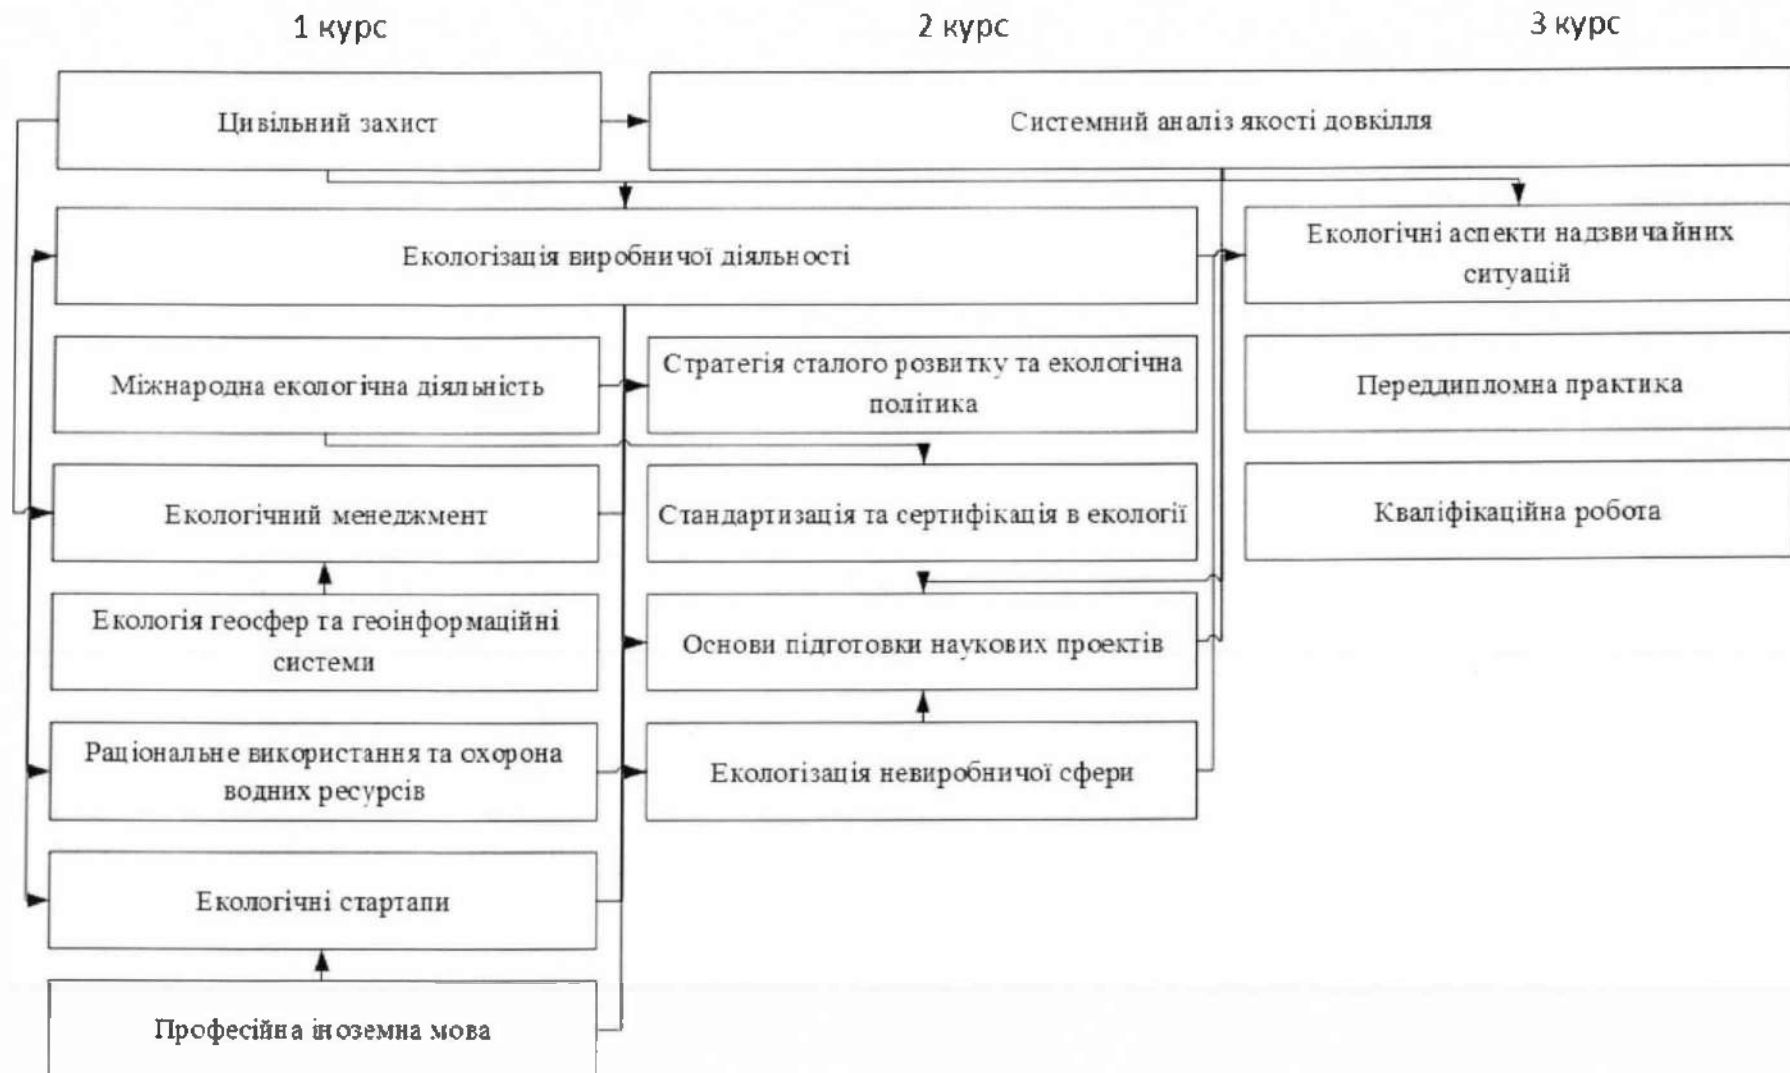 1 курс
2 курс
3 курс
Цивільний захист
Системний аналіз якості довкілля
Екологізація виробничої діяльності
Екологічні аспекти надзвичайних
ситуацій
Міжнародна екологічна діяльність
Стратегія сталого розвитку та екологічна
політика
Переддипломна практика
Екологічний менеджмент
Стандартизація та сертифікація в екології
Кваліфікаційна робота
Екологія геосфер та геоінформаційні
системи
Основи підготовки наукових проектів
Раціональне використання та охорона
водних ресурсів
Екологізація невиробничої сфери
Екологічні стартапи
Професійна іноземна мова